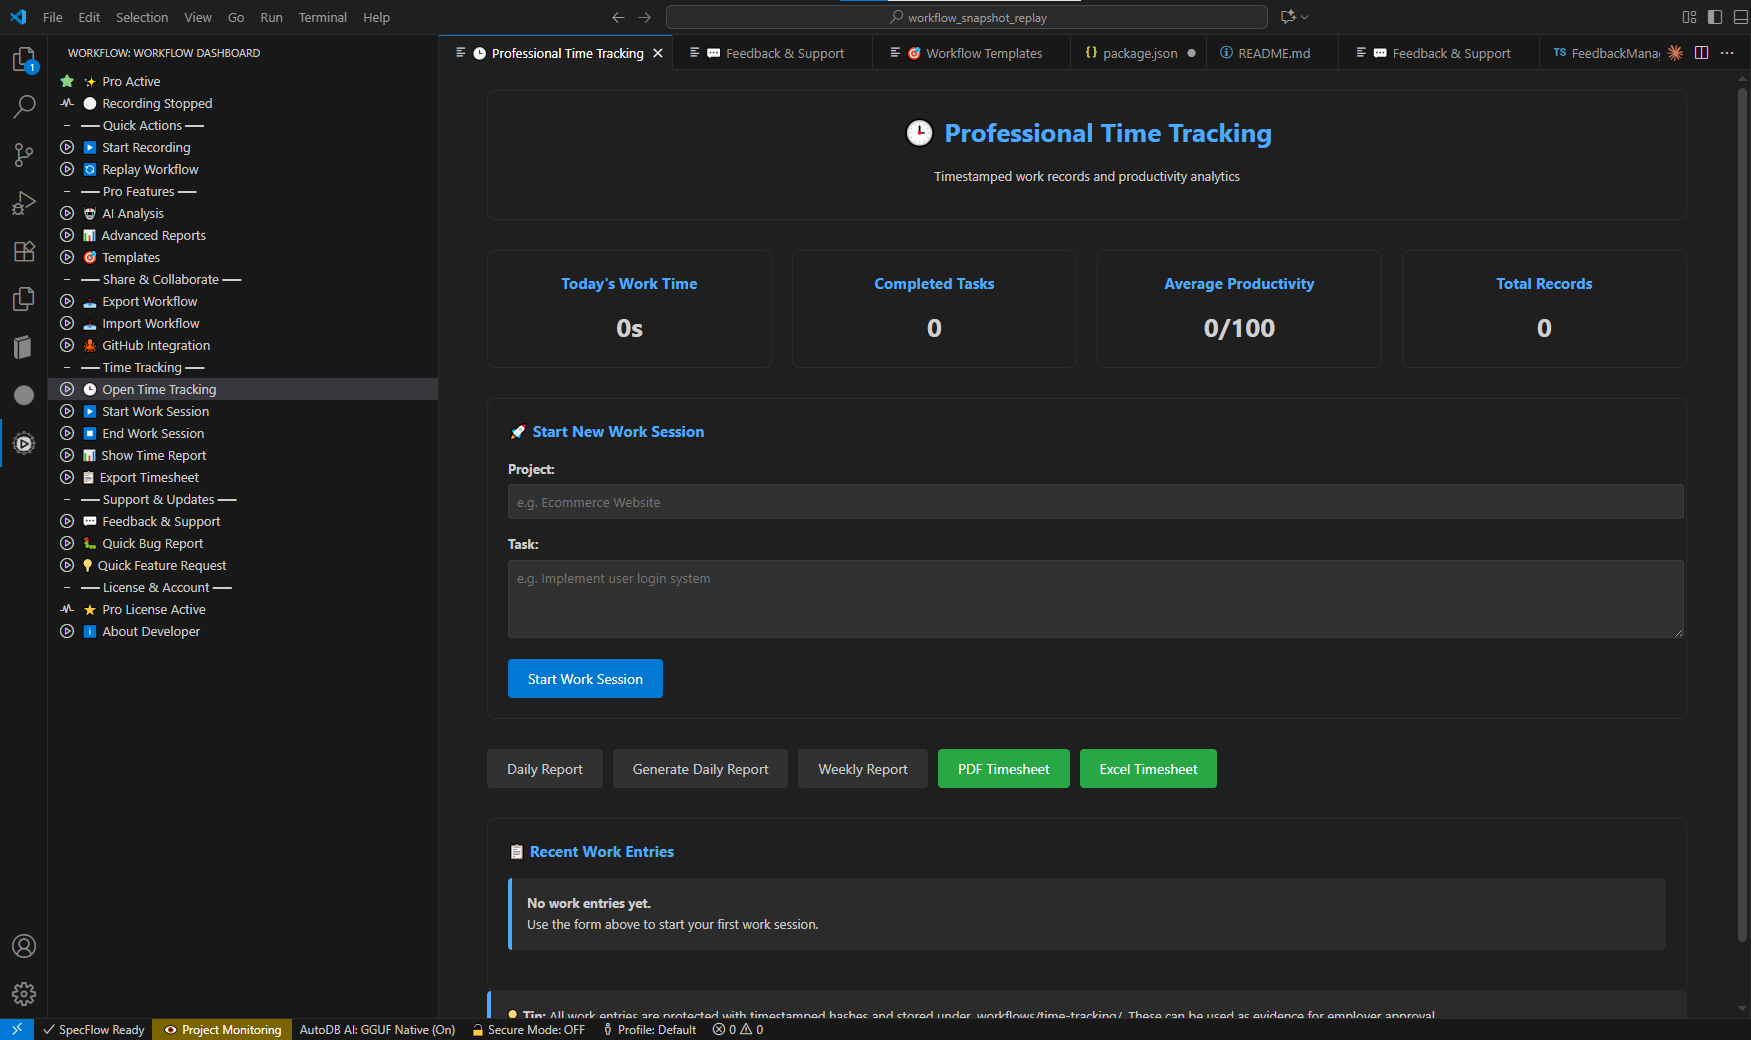 File Edit Selection View Go Run Terminal Help
workflow_snapshot_replay
WORKFLOW: WORKFLOW DASHBOARD
Pro Active
Recording Stopped
Quick Actions
Start Recording
Replay Workflow
Pro Features
AI Analysis
Advanced Reports
Templates
Share & Collaborate
Export Workflow
Import Workflow
GitHub Integration
Time Tracking
Open Time Tracking
Start Work Session
End Work Session
Show Time Report
Export Timesheet
Support & Updates
Feedback & Support
Quick Bug Report
Quick Feature Request
License & Account
Pro License Active
About Developer
1
Professional Time Tracking
Feedback & Support
Workflow Templates
{} package.json
README.md
Feedback & Support
TS FeedbackMana
Professional Time Tracking
Timestamped work records and productivity analytics
Today's Work Time
0s
Completed Tasks
0
Average Productivity
0/100
Total Records
0
Start New Work Session
Project:
e.g. Ecommerce Website
Task:
e.g. Implement user login system
Start Work Session
Daily Report
Generate Daily Report
Weekly Report
PDF Timesheet
Excel Timesheet
Recent Work Entries
No work entries yet.
Use the form above to start your first work session.
Tip: All work entries are protected with timestamped hashes and stored under .workflows/time-tracking/. These can be used as evidence for employer approval.
SpecFlow Ready Project Monitoring AutoDB AI: GGUF Native (On) Secure Mode: OFF Profile: Default 0 0